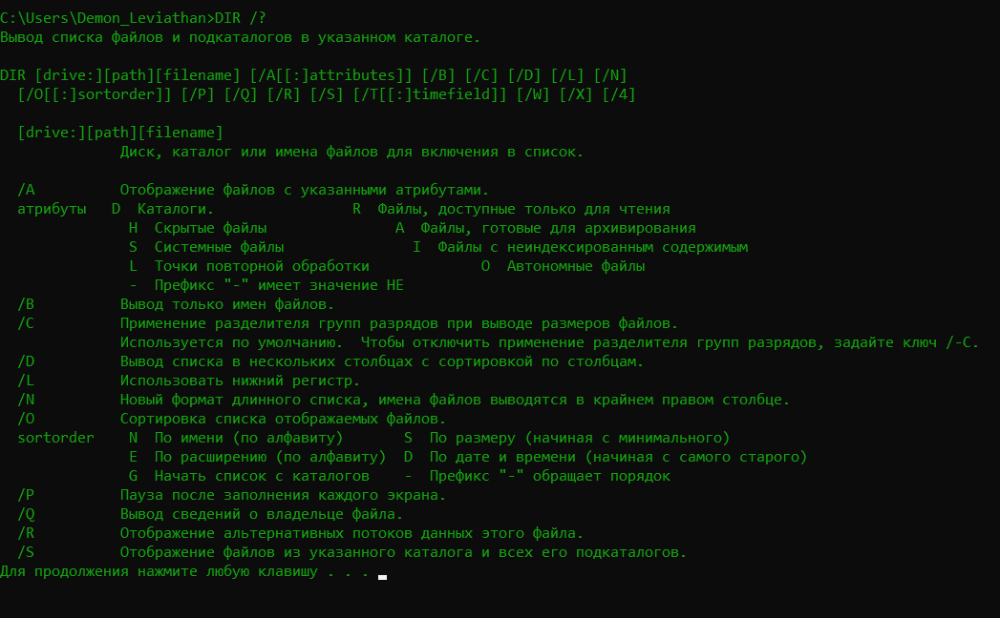 C:\Users\Demon_Leviathan>DIR /?
Вывод списка файлов и подкаталогов в указанном каталоге.

DIR [drive:][path][filename] [/A[[:]attributes]] [/B] [/C] [/D] [/L] [/N]
  [/O[[:]sortorder]] [/P] [/Q] [/R] [/S] [/T[[:]timefield]] [/W] [/X] [/4]

  [drive:][path][filename]
              Диск, каталог или имена файлов для включения в список.

  /A          Отображение файлов с указанными атрибутами.
  атрибуты   D  Каталоги.                R  Файлы, доступные только для чтения
               H  Скрытые файлы               A  Файлы, готовые для архивирования
               S  Системные файлы               I  Файлы с неиндексированным содержимым
               L  Точки повторной обработки             O  Автономные файлы
               -  Префикс "-" имеет значение НЕ
  /B          Вывод только имен файлов.
  /C          Применение разделителя групп разрядов при выводе размеров файлов.
              Используется по умолчанию.  Чтобы отключить применение разделителя групп разрядов, задайте ключ /-C.
  /D          Вывод списка в нескольких столбцах с сортировкой по столбцам.
  /L          Использовать нижний регистр.
  /N          Новый формат длинного списка, имена файлов выводятся в крайнем правом столбце.
  /O          Сортировка списка отображаемых файлов.
  sortorder    N  По имени (по алфавиту)       S  По размеру (начиная с минимального)
               E  По расширению (по алфавиту)  D  По дате и времени (начиная с самого старого)
               G  Начать список с каталогов    -  Префикс "-" обращает порядок
  /P          Пауза после заполнения каждого экрана.
  /Q          Вывод сведений о владельце файла.
  /R          Отображение альтернативных потоков данных этого файла.
  /S          Отображение файлов из указанного каталога и всех его подкаталогов.
Для продолжения нажмите любую клавишу . . .